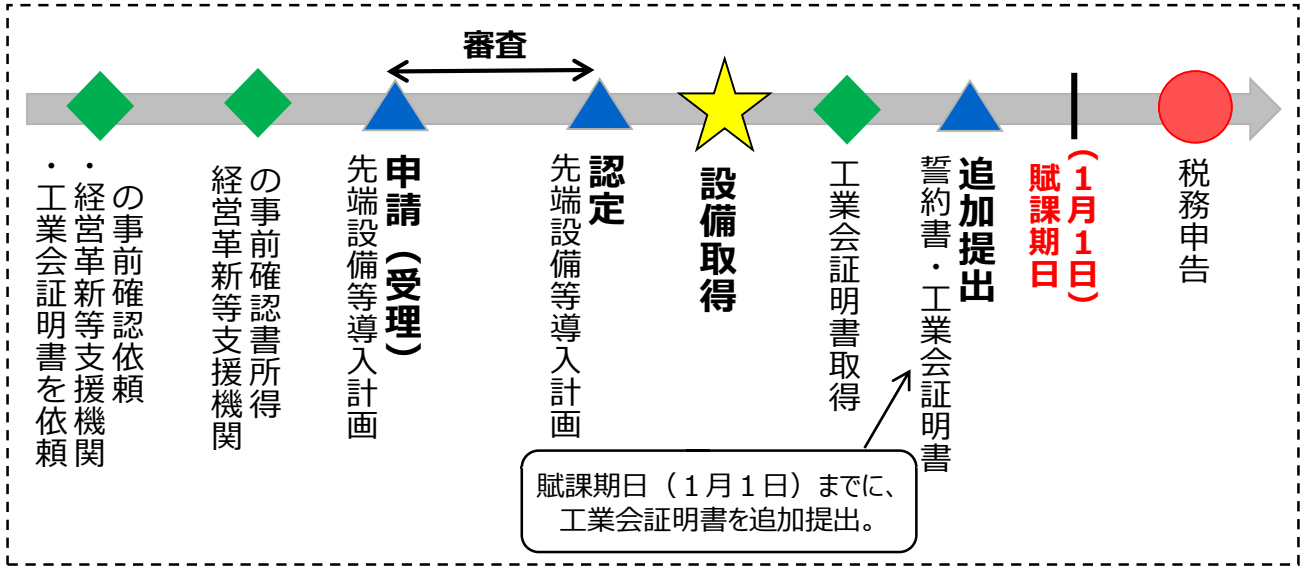 審査
・経営革新等支援機関
の事前確認依頼
・工業会証明書を依頼
経営革新等支援機関
の事前確認書所得
先端設備等導入計画
申請（受理）
先端設備等導入計画
認定
設備取得
工業会証明書取得
誓約書・工業会証明書
追加提出
賦課期日
（１月１日）
税務申告
賦課期日（１月１日）までに、
工業会証明書を追加提出。